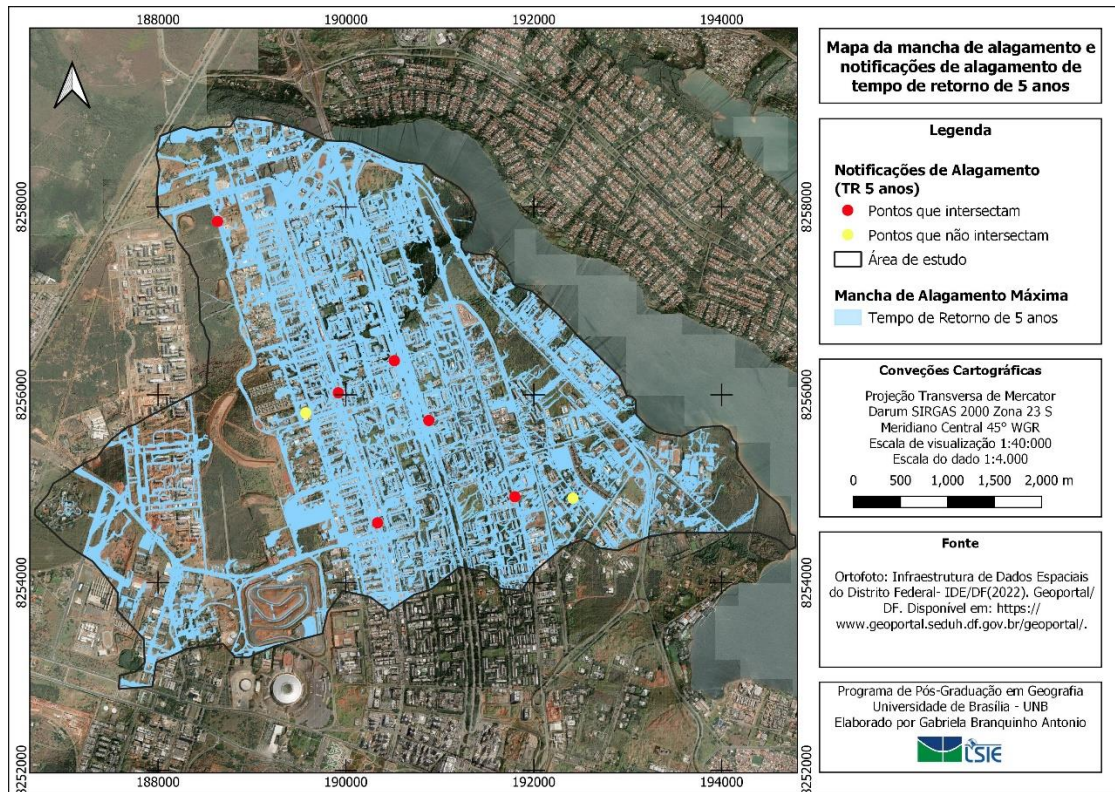 188000
190000
192000
194000
8258000
8256000
8254000
8252000
8258000
8256000
8254000
8252000
188000
190000
192000
194000
Mapa da mancha de alagamento e
notificações de alagamento de
tempo de retorno de 5 anos
Legenda
Notificações de Alagamento
(TR 5 anos)
Pontos que intersectam
Pontos que não intersectam
Área de estudo
Mancha de Alagamento Máxima
Tempo de Retorno de 5 anos
Conveções Cartográficas
Projeção Transversa de Mercator
Darum SIRGAS 2000 Zona 23 S
Meridiano Central 45° WGR
Escala de visualização 1:40:000
Escala do dado 1:4.000
0 500 1,000 1,500 2,000 m
Fonte
Ortofoto: Infraestrutura de Dados Espaciais
do Distrito Federal- IDE/DF(2022). Geoportal/
DF. Disponível em: https://
www.geoportal.seduh.df.gov.br/geoportal/.
Programa de Pós-Graduação em Geografia
Universidade de Brasília - UNB
Elaborado por Gabriela Branquinho Antonio
LSIE